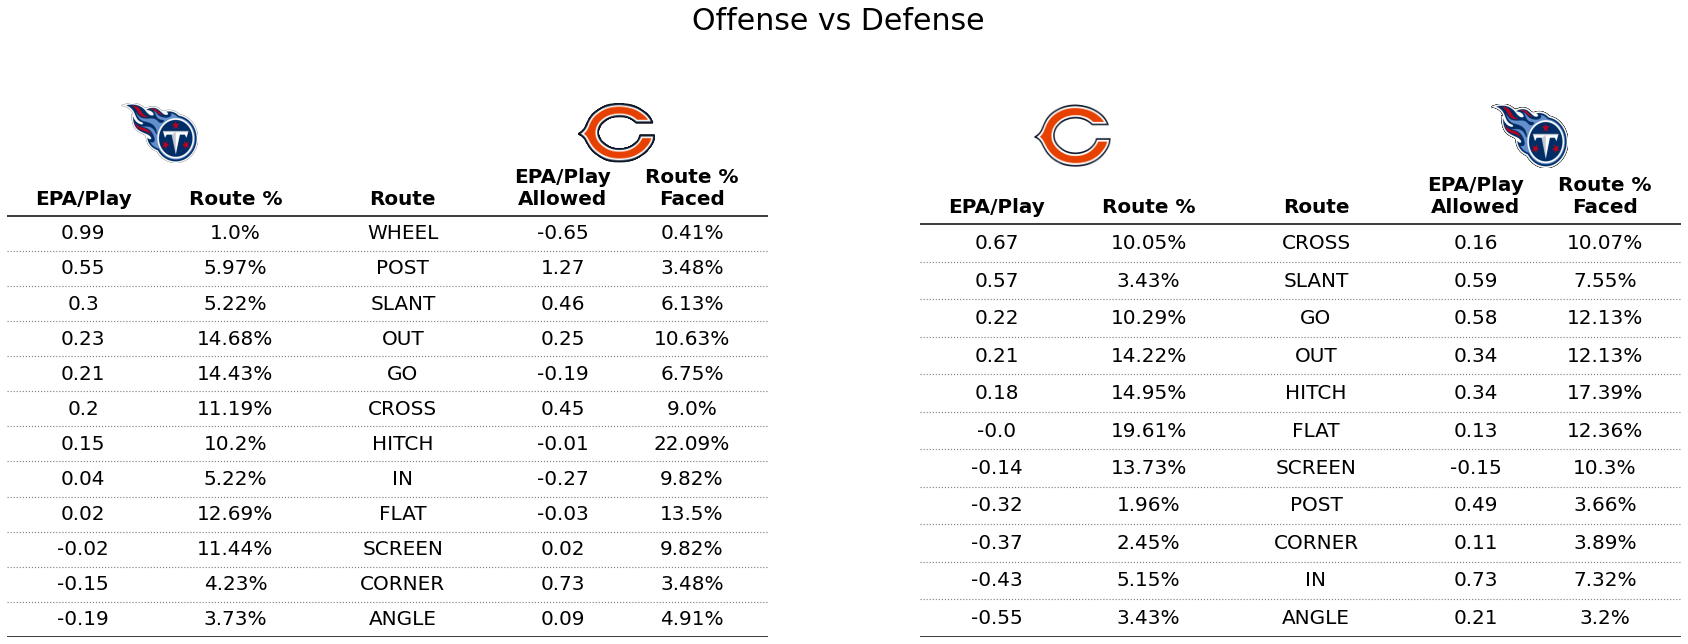 Offense vs Defense
EPA/Play Route % Route EPA/Play Allowed Route % Faced
0.99 1.0% WHEEL -0.65 0.41%
0.55 5.97% POST 1.27 3.48%
0.3 5.22% SLANT 0.46 6.13%
0.23 14.68% OUT 0.25 10.63%
0.21 14.43% GO -0.19 6.75%
0.2 11.19% CROSS 0.45 9.0%
0.15 10.2% HITCH -0.01 22.09%
0.04 5.22% IN -0.27 9.82%
0.02 12.69% FLAT -0.03 13.5%
-0.02 11.44% SCREEN 0.02 9.82%
-0.15 4.23% CORNER 0.73 3.48%
-0.19 3.73% ANGLE 0.09 4.91%
EPA/Play Route % Route EPA/Play Allowed Route % Faced
0.67 10.05% CROSS 0.16 10.07%
0.57 3.43% SLANT 0.59 7.55%
0.22 10.29% GO 0.58 12.13%
0.21 14.22% OUT 0.34 12.13%
0.18 14.95% HITCH 0.34 17.39%
-0.0 19.61% FLAT 0.13 12.36%
-0.14 13.73% SCREEN -0.15 10.3%
-0.32 1.96% POST 0.49 3.66%
-0.37 2.45% CORNER 0.11 3.89%
-0.43 5.15% IN 0.73 7.32%
-0.55 3.43% ANGLE 0.21 3.2%